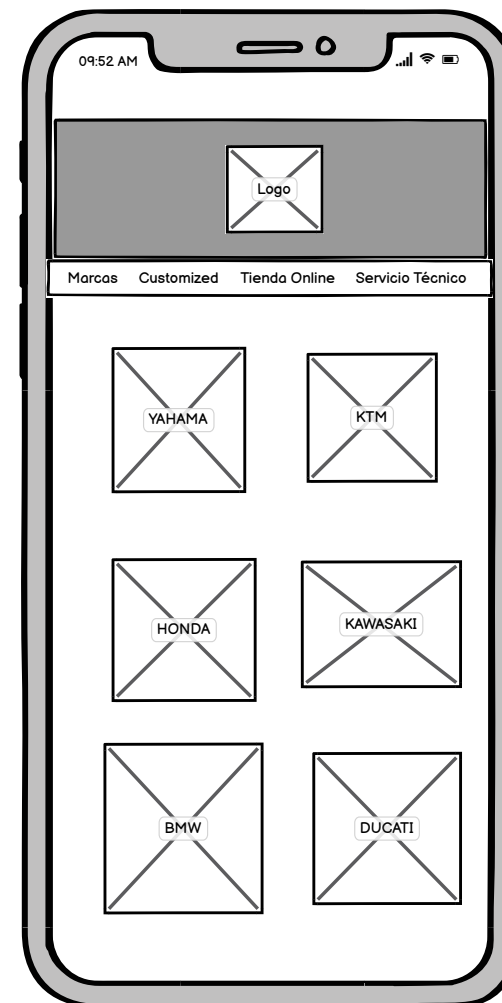 09:52 AM
Logo
Marcas Customized Tienda Online Servicio Técnico
YAHAMA KTM
HONDA KAWASAKI
BMW DUCATI